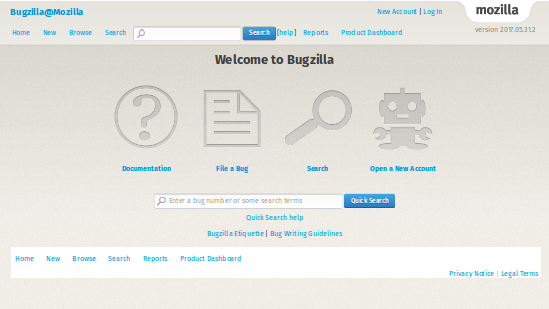 Bugzilla@Mozilla
New Account | Log In
mozilla
Home New Browse Search Search [help] Reports Product Dashboard
version 2017.05.31.2
Welcome to Bugzilla
Documentation File a Bug Search Open a New Account
Enter a bug number or some search terms Quick Search
Quick Search help
Bugzilla Etiquette | Bug Writing Guidelines
Home New Browse Search Reports Product Dashboard
Privacy Notice | Legal Terms